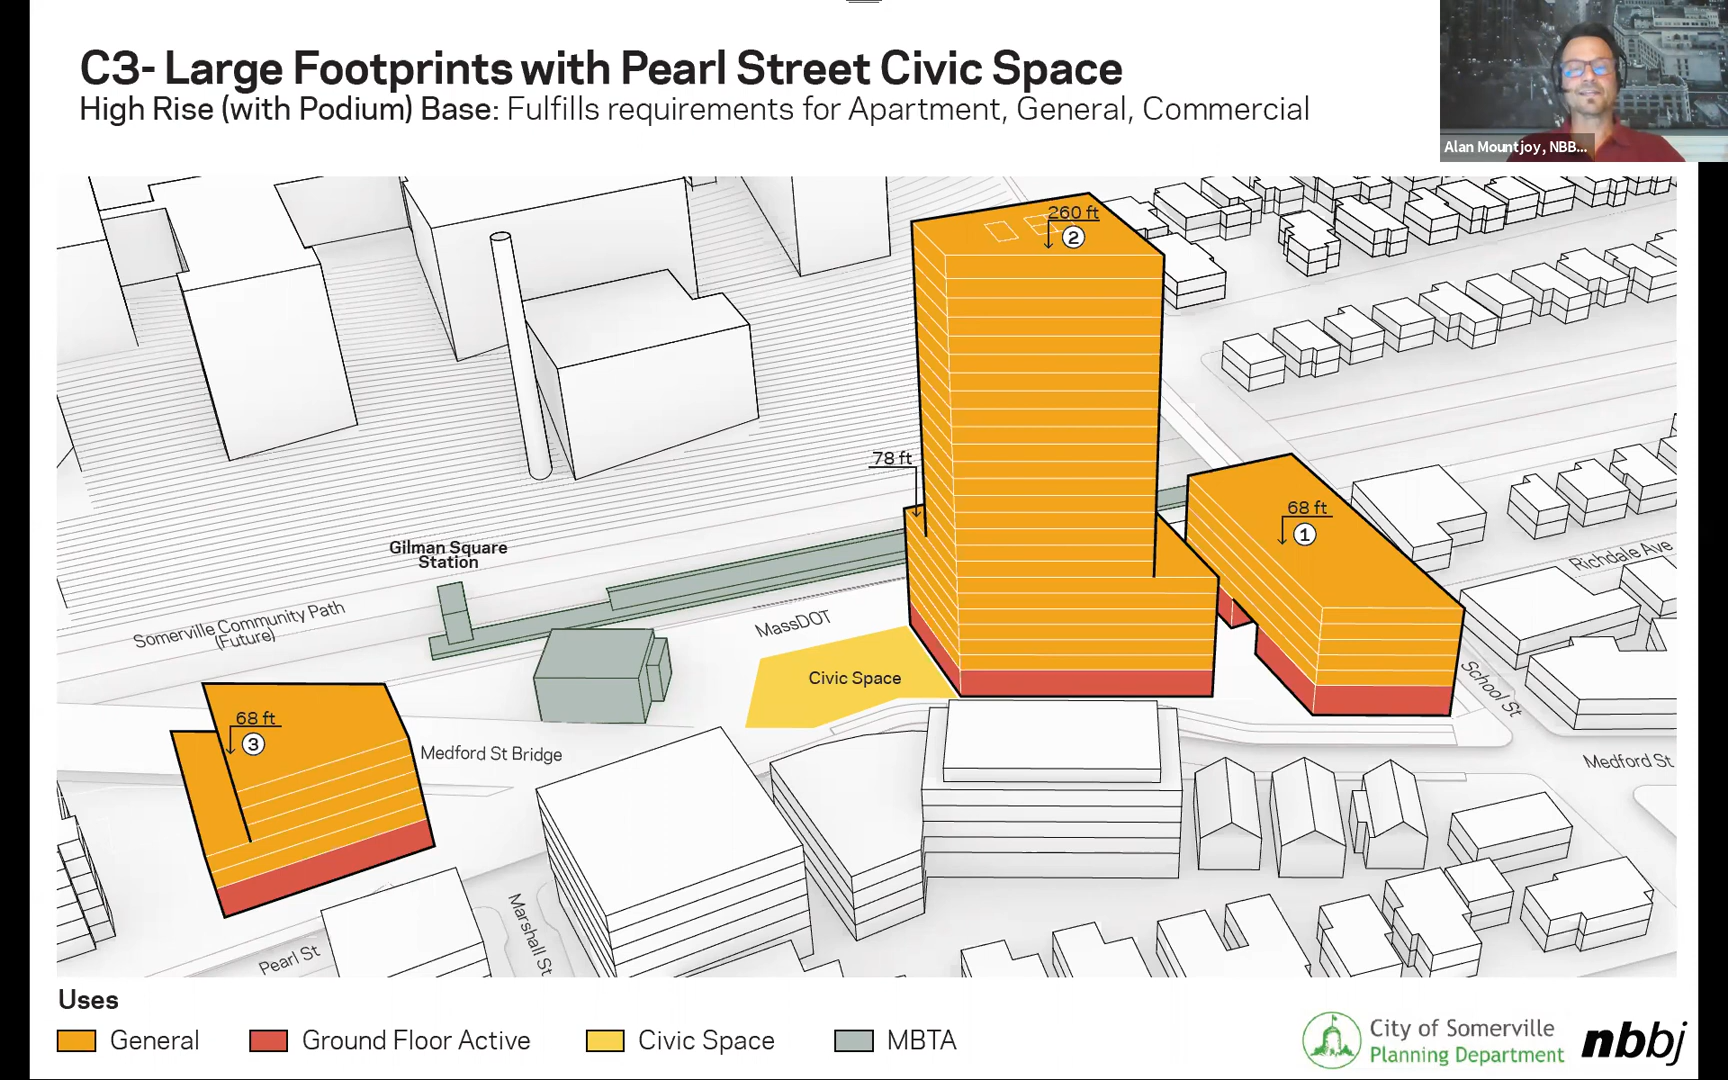 C3- Large Footprints with Pearl Street Civic Space
High Rise (with Podium) Base: Fulfills requirements for Apartment, General, Commercial
Alan Mountjoy, NBB...
260 ft
2
78 ft
68 ft
1
Gilman Square
Station
Richdale Ave
Somerville Community Path
(Future)
MassDOT
Civic Space
School St
68 ft
3
Medford St Bridge
Medford St
Marshall St
Pearl St
Uses
General
Ground Floor Active
Civic Space
MBTA
City of Somerville
Planning Department
nbbj